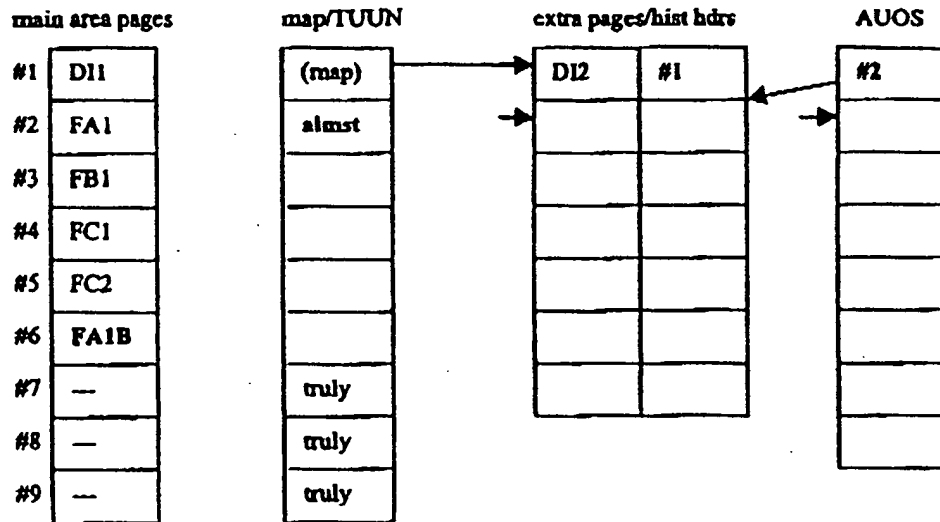 main area pages map/TUUN extra pages/hist hdrs AUOS
#1 DI1 (map) DI2 #1 #2
#2 FA1 almst
#3 FB1
#4 FC1
#5 FC2
#6 FA1B
#7 — truly
#8 — truly
#9 — truly